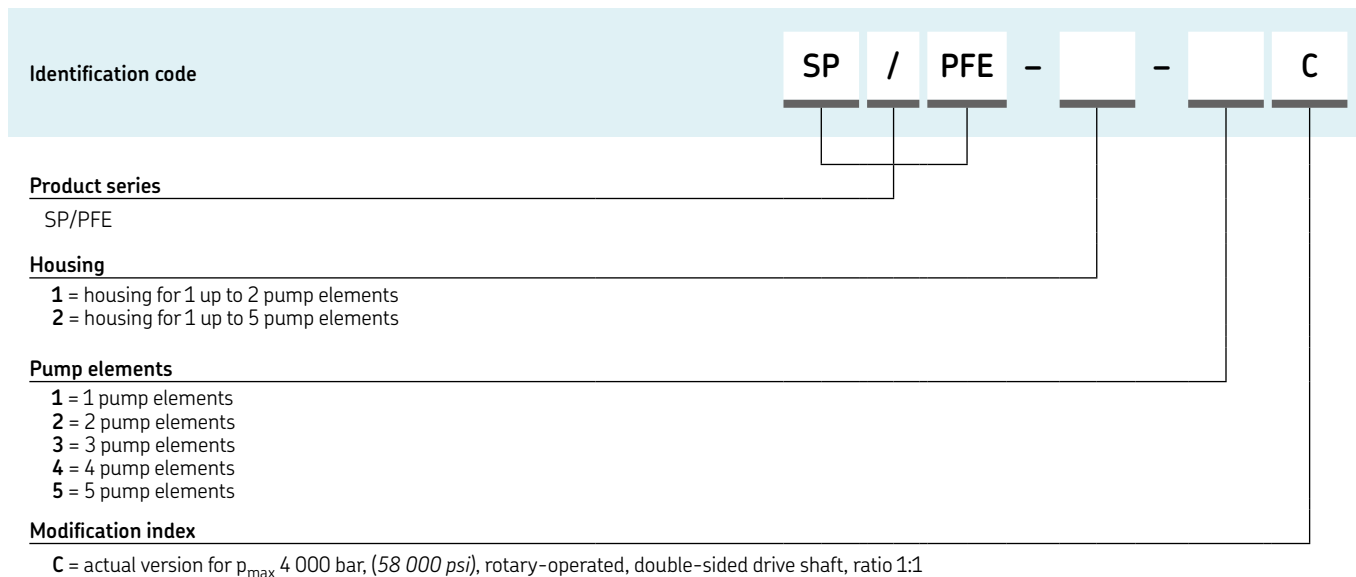 Identification code SP / PFE – – C
Product series
SP/PFE
Housing
1 = housing for 1 up to 2 pump elements
2 = housing for 1 up to 5 pump elements
Pump elements
1 = 1 pump elements
2 = 2 pump elements
3 = 3 pump elements
4 = 4 pump elements
5 = 5 pump elements
Modification index
C = actual version for pmax 4 000 bar, (58 000 psi), rotary-operated, double-sided drive shaft, ratio 1:1